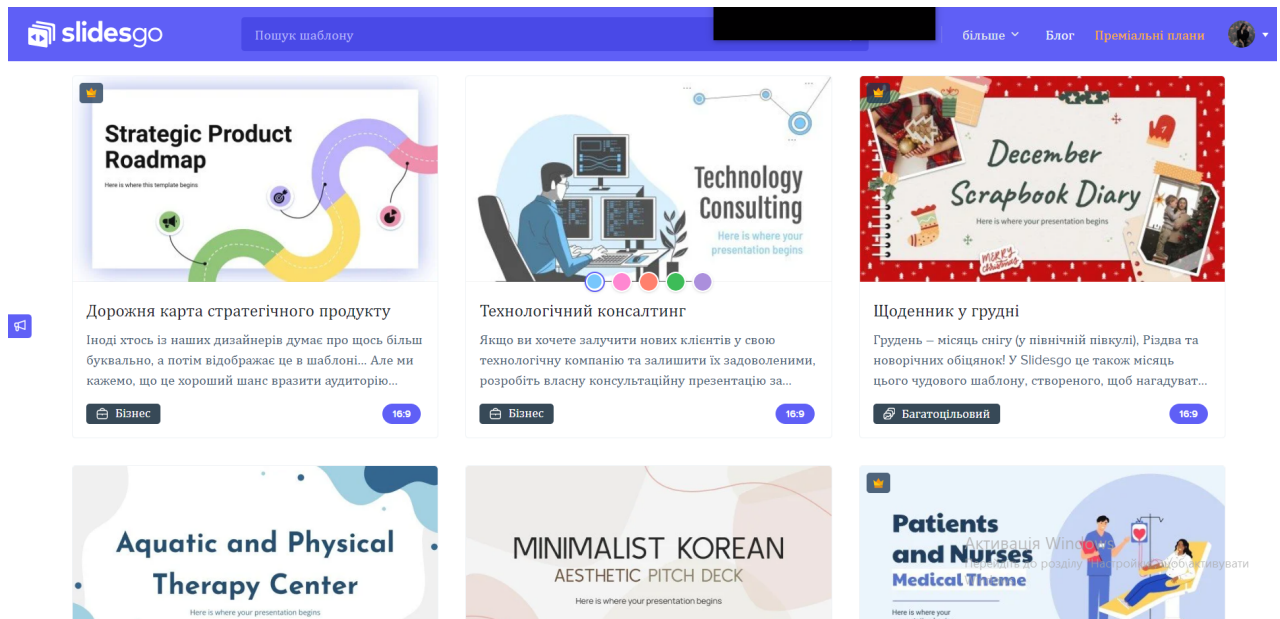 slidesgo
Пошук шаблону
більше
Блог
Преміальні плани
Strategic Product
Roadmap
Here is where this template begins
Technology
Consulting
Here is where your
presentation begins
December
Scrapbook Diary
Here is where your presentation begins
MERRY
Christmas
Дорожня карта стратегічного продукту
Іноді хтось із наших дизайнерів думає про щось більш
буквально, а потім відображає це в шаблоні... Але ми
кажемо, що це хороший шанс вразити аудиторію...
Бізнес
16:9
Технологічний консалтинг
Якщо ви хочете залучити нових клієнтів у свою
технологічну компанію та залишити їх задоволеними,
розробіть власну консультаційну презентацію за...
Бізнес
16:9
Щоденник у грудні
Грудень – місяць снігу (у північній півкулі), Різдва та
новорічних обіцянок! У Slidesgo це також місяць
цього чудового шаблону, створеного, щоб нагадуват...
Багатоцільовий
16:9
Aquatic and Physical
Therapy Center
Here is where your presentation begins
MINIMALIST KOREAN
AESTHETIC PITCH DECK
Here is where your presentation begins
Patients
and Nurses
Medical Theme
Here is where your
Активація Windows
Перейдіть до розділу